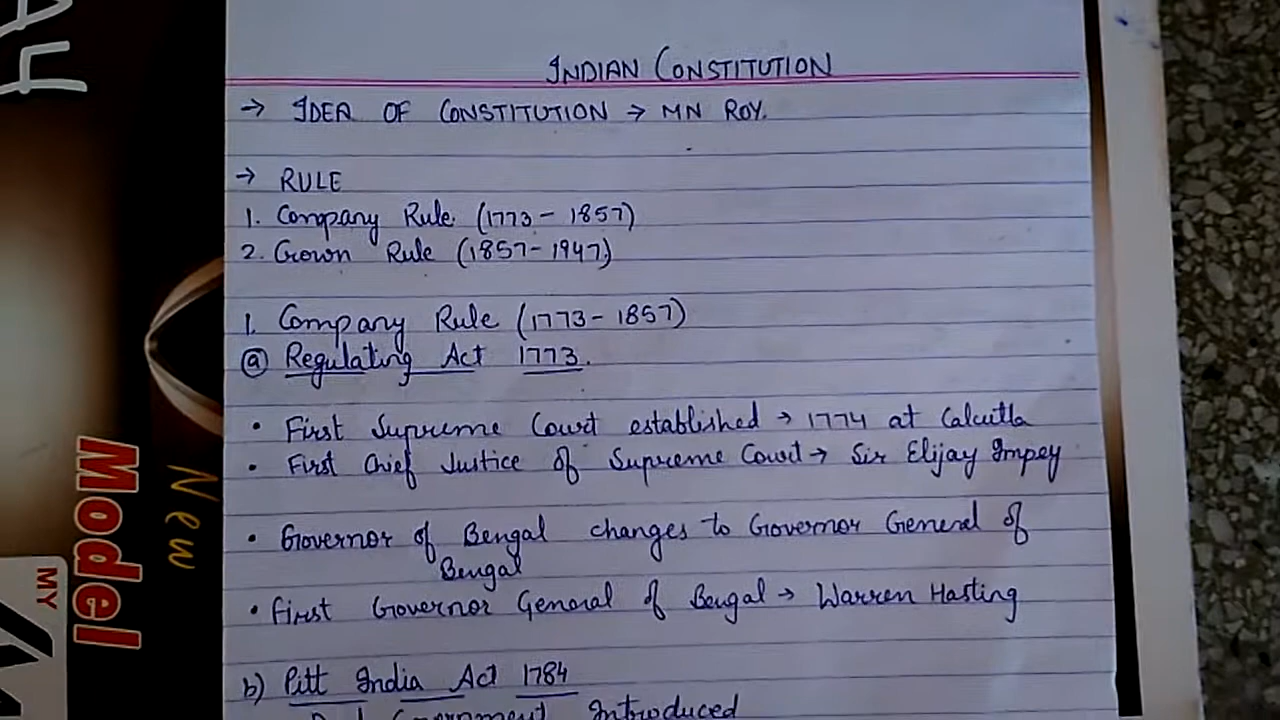 INDIAN CONSTITUTION
→ IDEA OF CONSTITUTION → MN ROY.
→ RULE
1. Company Rule. (1773 - 1857)
2. Crown Rule (1857 - 1947)
1. Company Rule (1773 - 1857)
ⓐ Regulating Act 1773.
• First Supreme Court established → 1774 at Calcutta
• First Chief Justice of Supreme Court → Sir Elijay Impey
• Governor of Bengal changes to Governor General of
Bengal
• First Governor General of Bengal → Warren Hasting
b) Pitt India Act 1784
Government Introduced
New
Model
MY